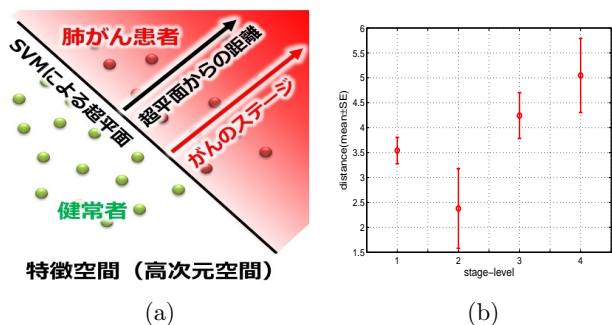 肺がん患者
SVMによる超平面
超平面からの距離
がんのステージ
健常者
特徴空間（高次元空間）
(a)
distance(mean±SE)
6
5.5
5
4.5
4
3.5
3
2.5
2
1.5
1
2
3
4
stage-level
(b)